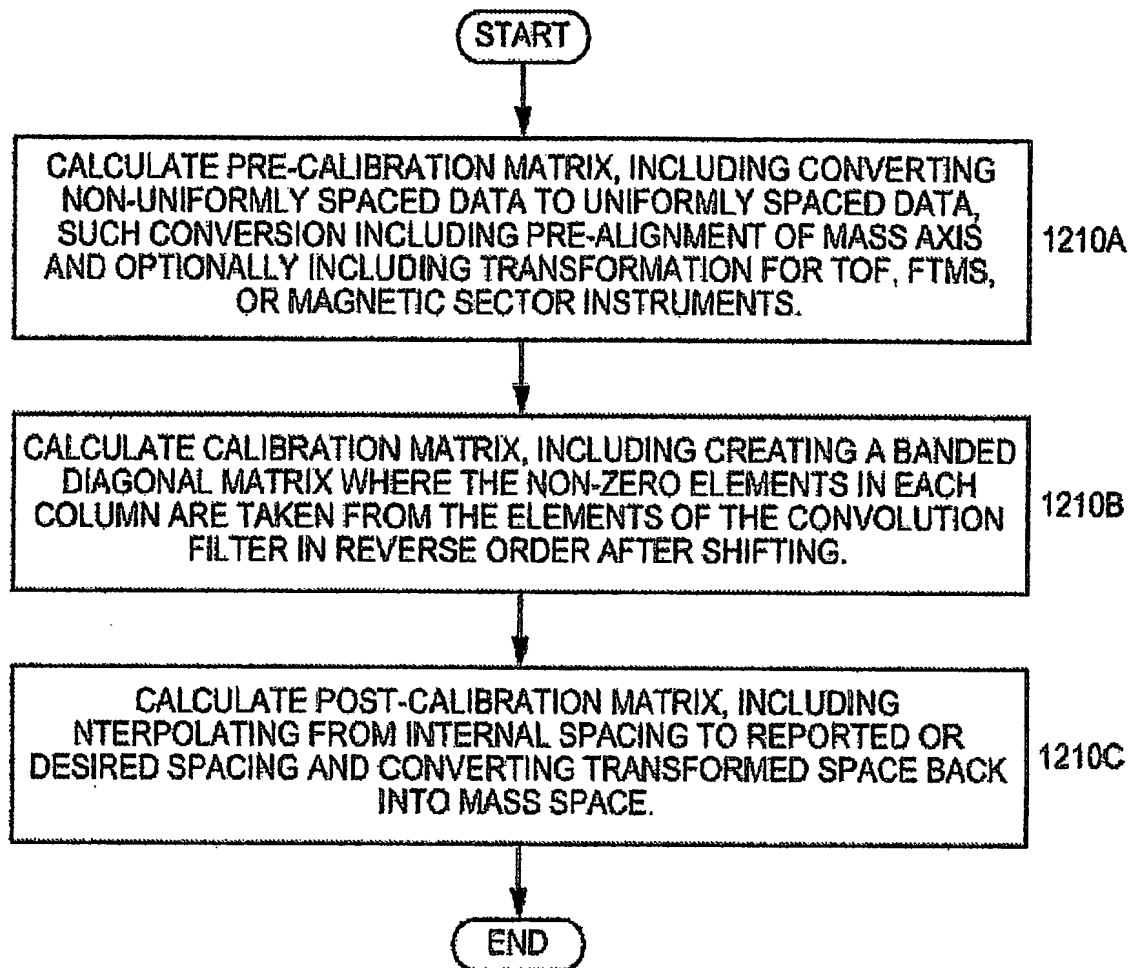 START
CALCULATE PRE-CALIBRATION MATRIX, INCLUDING CONVERTING
NON-UNIFORMLY SPACED DATA TO UNIFORMLY SPACED DATA,
SUCH CONVERSION INCLUDING PRE-ALIGNMENT OF MASS AXIS
AND OPTIONALLY INCLUDING TRANSFORMATION FOR TOF, FTMS,
OR MAGNETIC SECTOR INSTRUMENTS.
1210A
CALCULATE CALIBRATION MATRIX, INCLUDING CREATING A BANDED
DIAGONAL MATRIX WHERE THE NON-ZERO ELEMENTS IN EACH
COLUMN ARE TAKEN FROM THE ELEMENTS OF THE CONVOLUTION
FILTER IN REVERSE ORDER AFTER SHIFTING.
1210B
CALCULATE POST-CALIBRATION MATRIX, INCLUDING
NTERPOLATING FROM INTERNAL SPACING TO REPORTED OR
DESIRED SPACING AND CONVERTING TRANSFORMED SPACE BACK
INTO MASS SPACE.
1210C
END